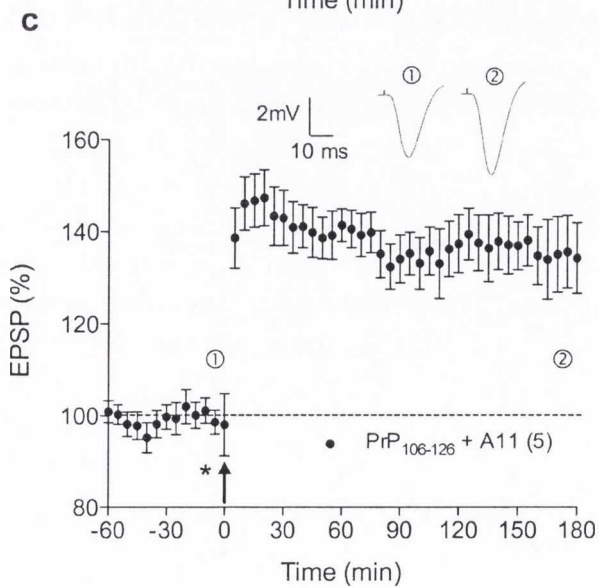 Time (min)
c
① ②
2mV
10 ms
160
140
120
100
80
EPSP (%)
① ②
PrP106-126 + A11 (5)
*
-60 -30 0 30 60 90 120 150 180
Time (min)